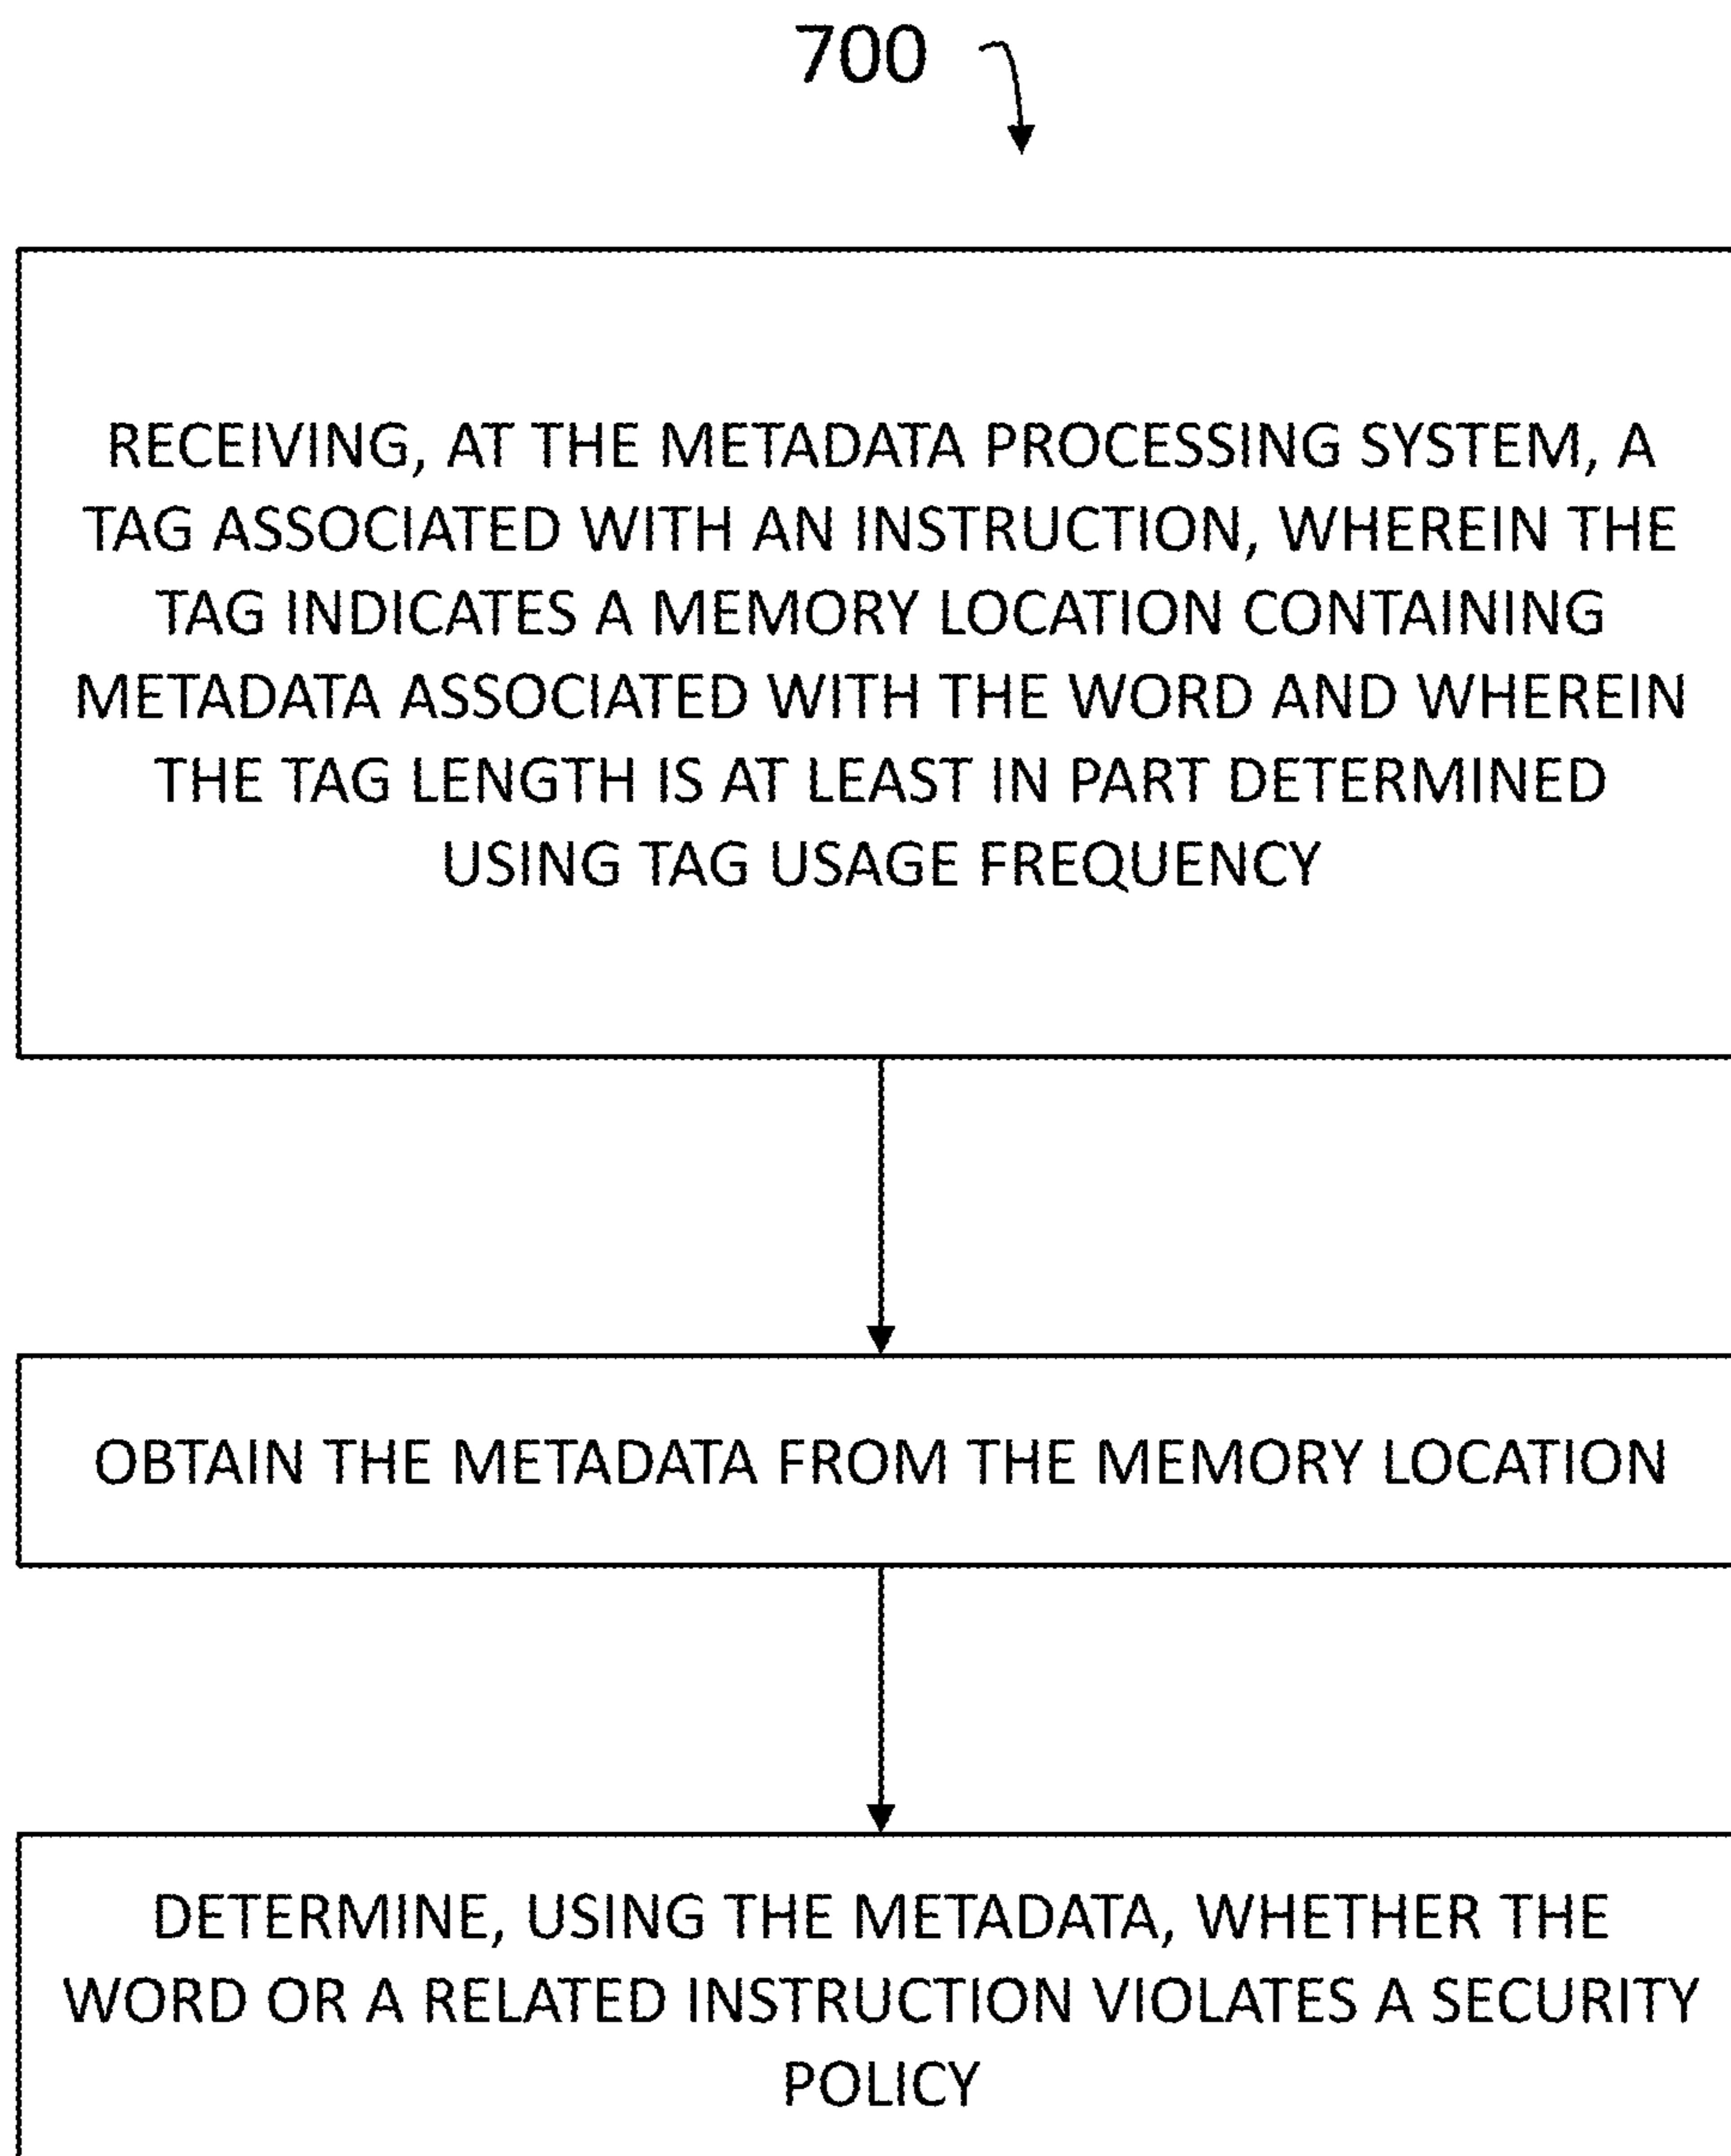 700
RECEIVING, AT THE METADATA PROCESSING SYSTEM, A
TAG ASSOCIATED WITH AN INSTRUCTION, WHEREIN THE
TAG INDICATES A MEMORY LOCATION CONTAINING
METADATA ASSOCIATED WITH THE WORD AND WHEREIN
THE TAG LENGTH IS AT LEAST IN PART DETERMINED
USING TAG USAGE FREQUENCY
OBTAIN THE METADATA FROM THE MEMORY LOCATION
DETERMINE, USING THE METADATA, WHETHER THE
WORD OR A RELATED INSTRUCTION VIOLATES A SECURITY
POLICY